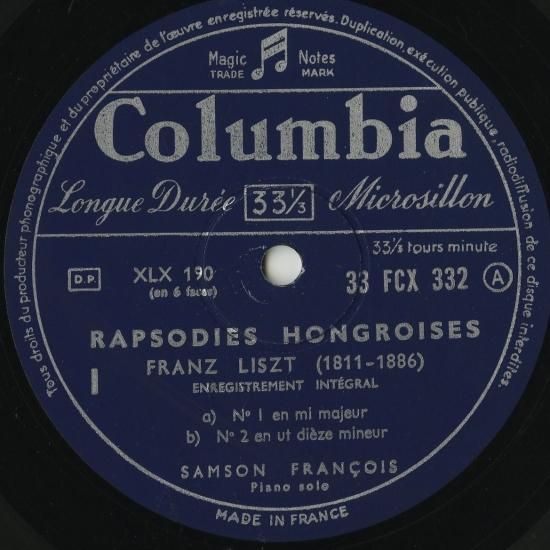 Tous droits du producteur phonographique et du propriétaire de l'œuvre enregistrée réservés. Duplication, exécution publique, radiodiffusion de ce disque interdites.
Magic Notes
TRADE MARK
Columbia
Longue Durée 33⅓ Microsillon
33⅓ tours minute
D.P. XLX 190 33 FCX 332 A
(en 6 faces)
RAPSODIES HONGROISES
I FRANZ LISZT (1811-1886)
ENREGISTREMENT INTÉGRAL
a) Nº 1 en mi majeur
b) Nº 2 en ut dièze mineur
SAMSON FRANÇOIS
Piano solo
MADE IN FRANCE